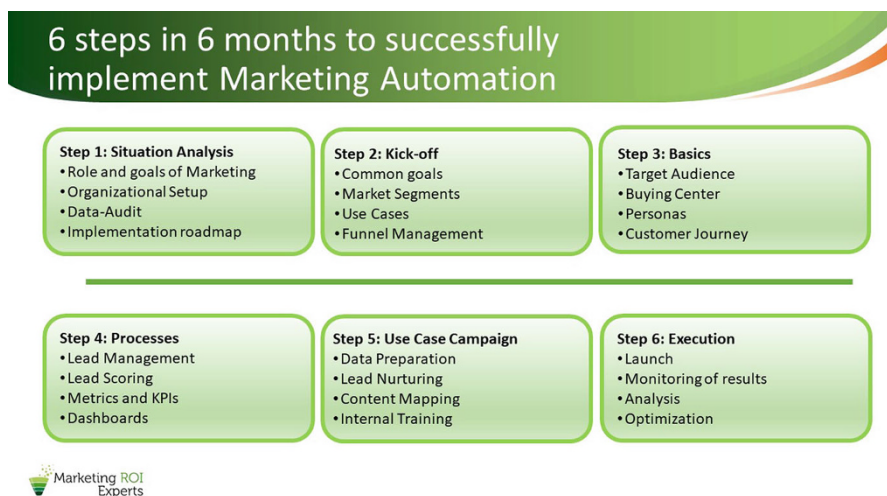 6 steps in 6 months to successfully
implement Marketing Automation
Step 1: Situation Analysis
•Role and goals of Marketing
•Organizational Setup
•Data-Audit
•Implementation roadmap
Step 2: Kick-off
•Common goals
•Market Segments
•Use Cases
•Funnel Management
Step 3: Basics
•Target Audience
•Buying Center
•Personas
•Customer Journey
Step 4: Processes
•Lead Management
•Lead Scoring
•Metrics and KPIs
•Dashboards
Step 5: Use Case Campaign
•Data Preparation
•Lead Nurturing
•Content Mapping
•Internal Training
Step 6: Execution
•Launch
•Monitoring of results
•Analysis
•Optimization
Marketing ROI
Experts